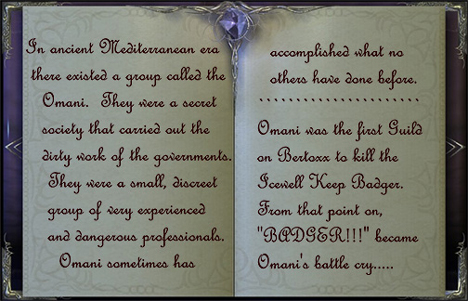 In ancient Mediterranean era
there existed a group called the
Omani. They were a secret
society that carried out the
dirty work of the governments.
They were a small, discreet
group of very experienced
and dangerous professionals.
Omani sometimes has
accomplished what no
others have done before.
Omani was the first Guild
on Bertoxx to kill the
Icewell Keep Badger.
From that point on,
"BADGER!!!" became
Omani's battle cry.....